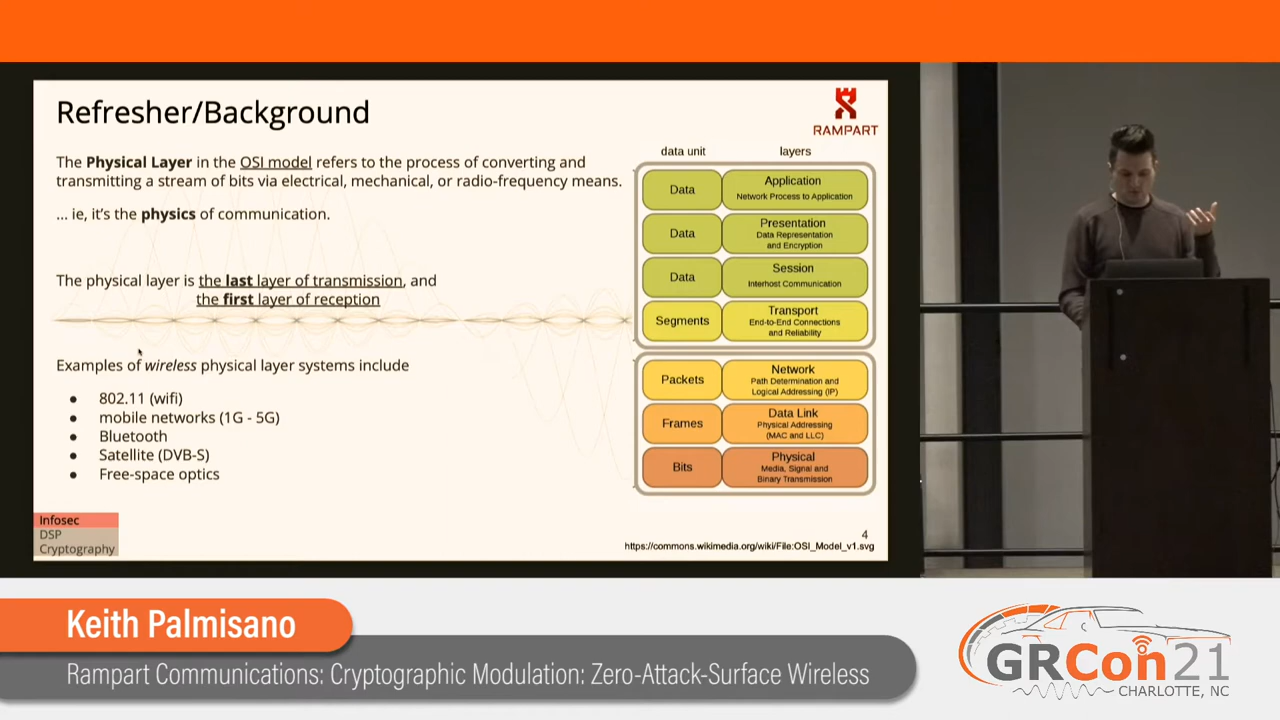 Refresher/Background
RAMPART
The Physical Layer in the OSI model refers to the process of converting and
transmitting a stream of bits via electrical, mechanical, or radio-frequency means.
... ie, it's the physics of communication.
The physical layer is the last layer of transmission, and
the first layer of reception
Examples of wireless physical layer systems include
● 802.11 (wifi)
● mobile networks (1G - 5G)
● Bluetooth
● Satellite (DVB-S)
● Free-space optics
data unit layers
Data Application
Network Process to Application
Data Presentation
Data Representation
and Encryption
Data Session
Interhost Communication
Segments Transport
End-to-End Connections
and Reliability
Packets Network
Path Determination and
Logical Addressing (IP)
Frames Data Link
Physical Addressing
(MAC and LLC)
Bits Physical
Media, Signal and
Binary Transmission
Infosec
DSP
Cryptography
4
https://commons.wikimedia.org/wiki/File:OSI_Model_v1.svg
Keith Palmisano
Rampart Communications: Cryptographic Modulation: Zero-Attack-Surface Wireless
GRCon21
CHARLOTTE, NC